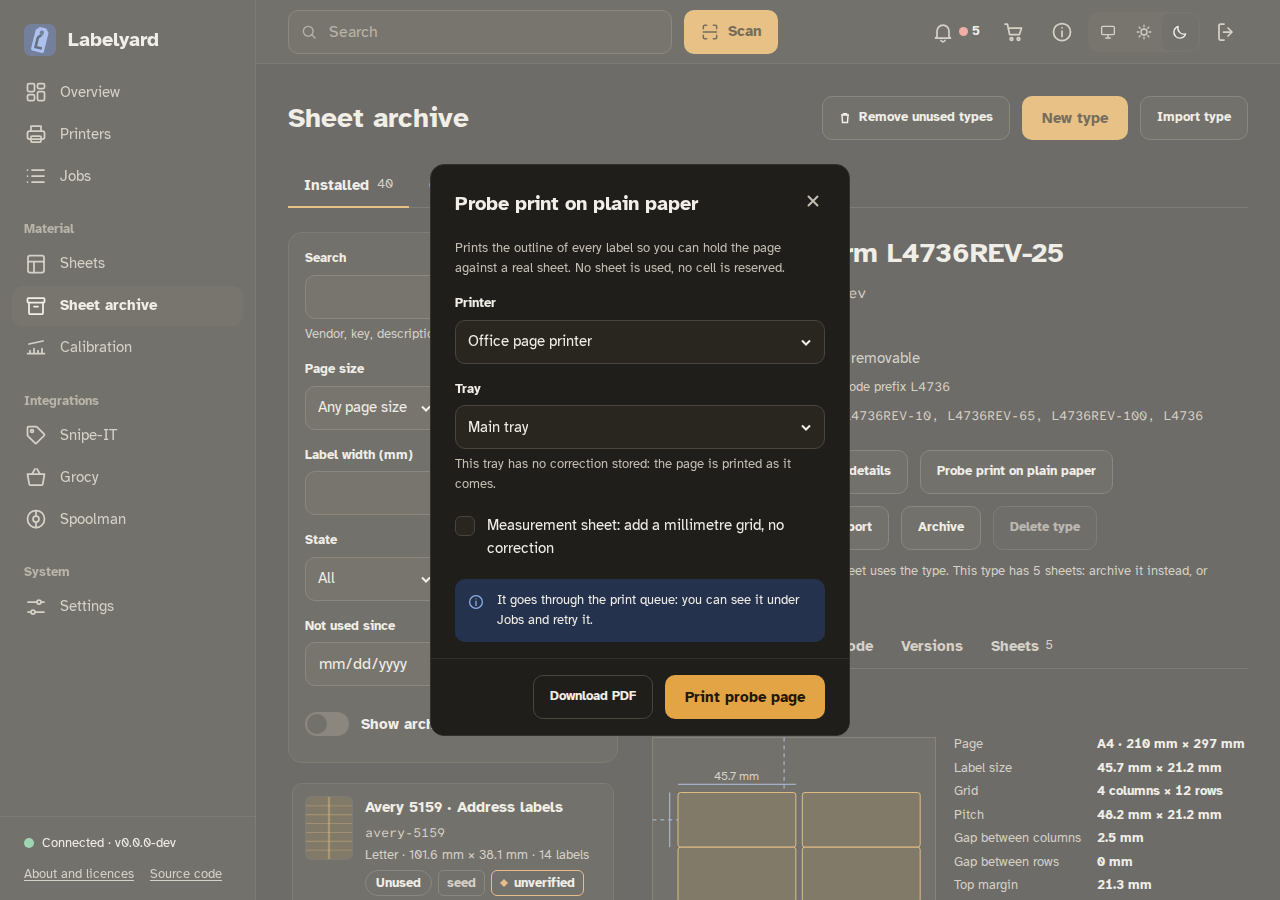 Labelyard
Search
Scan
5
Overview
Printers
Jobs
Material
Sheets
Sheet archive
Calibration
Integrations
Snipe-IT
Grocy
Spoolman
System
Settings
Connected · v0.0.0-dev
About and licences
Source code
Sheet archive
Remove unused types
New type
Import type
Installed 40
Search
Vendor, key, descriptio
Page size
Any page size
Label width (mm)
State
All
Not used since
mm/dd/yyyy
Show arch
Avery 5159 · Address labels
avery-5159
Letter · 101.6 mm × 38.1 mm · 14 labels
Unused
seed
unverified
Probe print on plain paper
Prints the outline of every label so you can hold the page
against a real sheet. No sheet is used, no cell is reserved.
Printer
Office page printer
Tray
Main tray
This tray has no correction stored: the page is printed as it
comes.
Measurement sheet: add a millimetre grid, no
correction
It goes through the print queue: you can see it under
Jobs and retry it.
Download PDF
Print probe page
rm L4736REV-25
ev
removable
ode prefix L4736
4736REV-10, L4736REV-65, L4736REV-100, L4736
details
Probe print on plain paper
port
Archive
Delete type
eet uses the type. This type has 5 sheets: archive it instead, or
ode
Versions
Sheets 5
45.7 mm
Page A4 · 210 mm × 297 mm
Label size 45.7 mm × 21.2 mm
Grid 4 columns × 12 rows
Pitch 48.2 mm × 21.2 mm
Gap between columns 2.5 mm
Gap between rows 0 mm
Top margin 21.3 mm